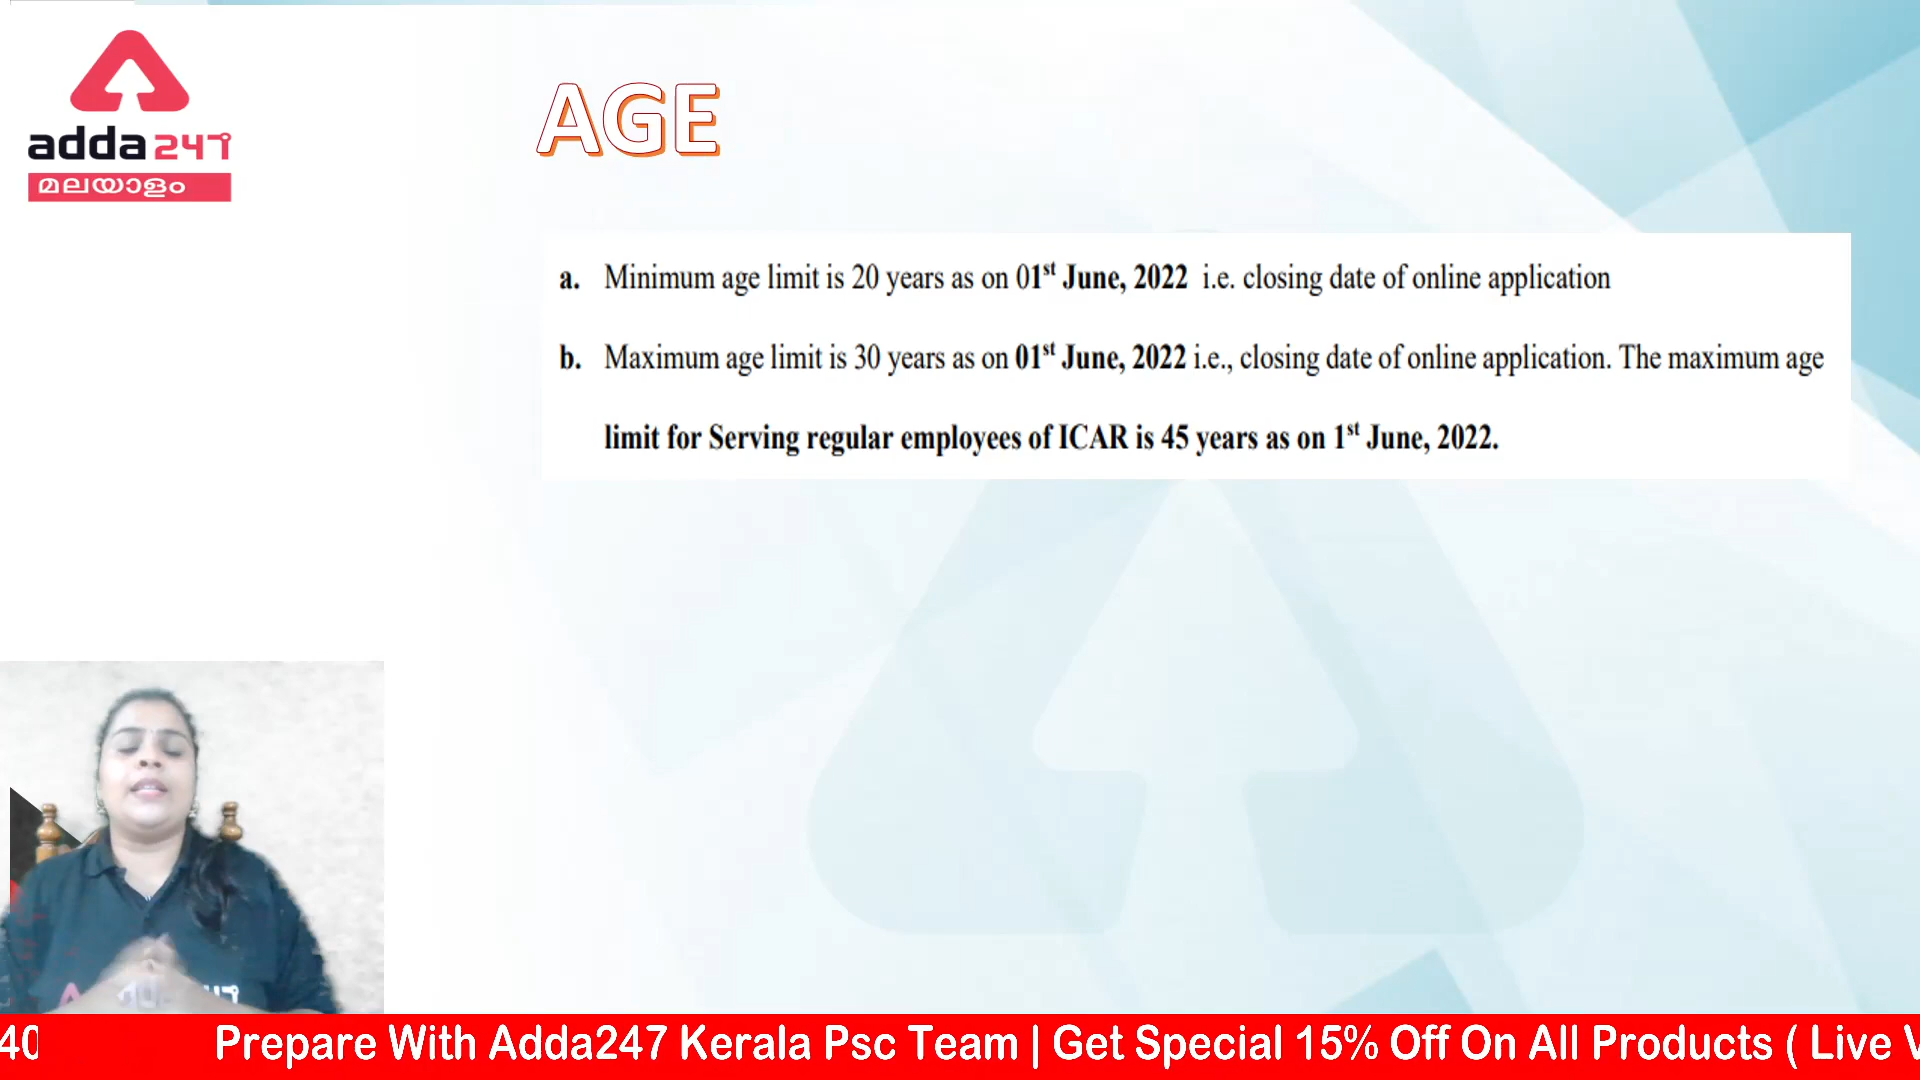 adda247
മലയാളം
AGE
a. Minimum age limit is 20 years as on 01st June, 2022 i.e. closing date of online application
b. Maximum age limit is 30 years as on 01st June, 2022 i.e., closing date of online application. The maximum age
limit for Serving regular employees of ICAR is 45 years as on 1st June, 2022.
40 Prepare With Adda247 Kerala Psc Team | Get Special 15% Off On All Products ( Live